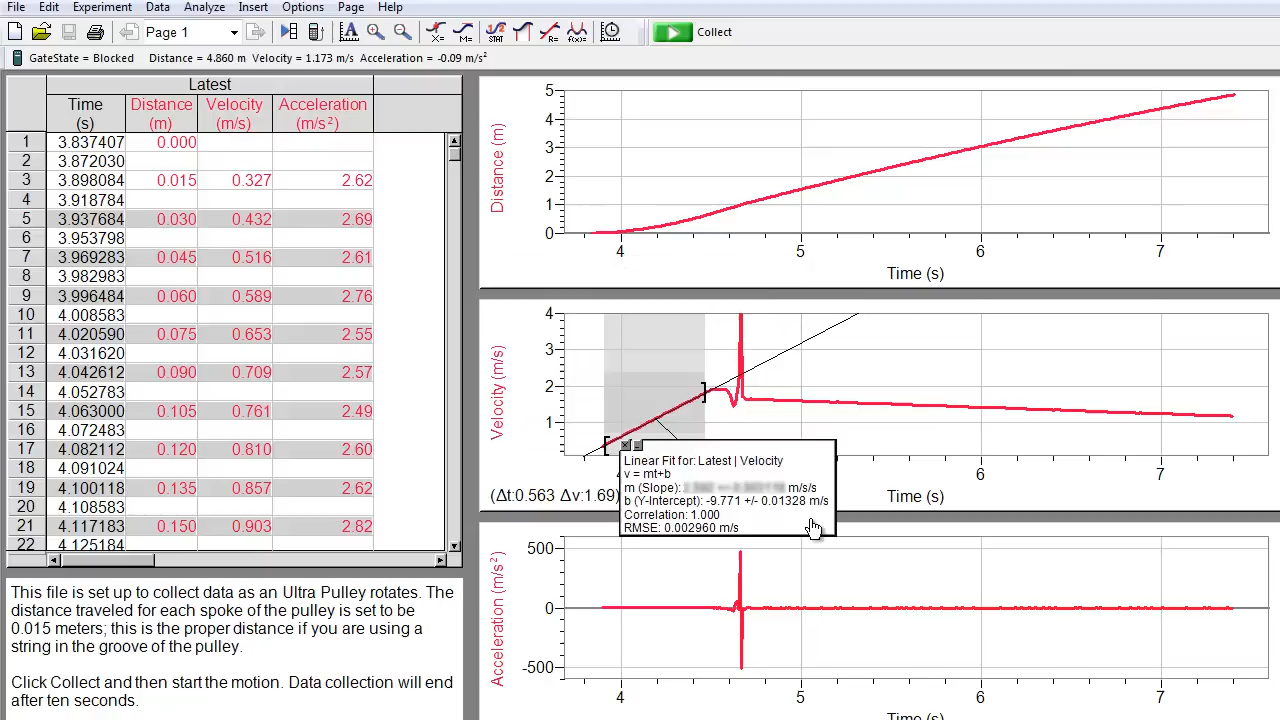 File Edit Experiment Data Analyze Insert Options Page Help
Page 1 Collect
GateState = Blocked Distance = 4.860 m Velocity = 1.173 m/s Acceleration = -0.09 m/s²
Latest
Time Distance Velocity Acceleration
(s) (m) (m/s) (m/s²)
1 3.837407 0.000
2 3.872030
3 3.898084 0.015 0.327 2.62
4 3.918784
5 3.937684 0.030 0.432 2.69
6 3.953798
7 3.969283 0.045 0.516 2.61
8 3.982983
9 3.996484 0.060 0.589 2.76
10 4.008583
11 4.020590 0.075 0.653 2.55
12 4.031620
13 4.042612 0.090 0.709 2.57
14 4.052783
15 4.063000 0.105 0.761 2.49
16 4.072483
17 4.082112 0.120 0.810 2.60
18 4.091024
19 4.100118 0.135 0.857 2.62
20 4.108583
21 4.117183 0.150 0.903 2.82
22 4.125184
This file is set up to collect data as an Ultra Pulley rotates. The
distance traveled for each spoke of the pulley is set to be
0.015 meters; this is the proper distance if you are using a
string in the groove of the pulley.
Click Collect and then start the motion. Data collection will end
after ten seconds.
Distance (m)
5
4
3
2
1
0
4 5 6 7
Time (s)
Velocity (m/s)
4
3
2
1
5 6 7
(Δt:0.563 Δv:1.69)
Time (s)
Linear Fit for: Latest | Velocity
v = mt+b
m (Slope): m/s/s
b (Y-Intercept): -9.771 +/- 0.01328 m/s
Correlation: 1.000
RMSE: 0.002960 m/s
Acceleration (m/s²)
500
0
-500
4 5 6 7
Time (s)